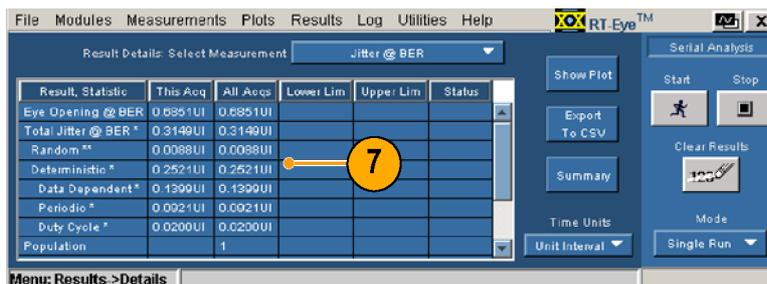 File Modules Measurements Plots Results Log Utilities Help RT-Eye™ X
Result Details: Select Measurement Jitter @ BER
Serial Analysis
Show Plot
Start Stop
Result, Statistic This Acq All Acqs Lower Lim Upper Lim Status
Eye Opening @ BER 0.6851UI 0.6851UI
Export To CSV
Total Jitter @ BER * 0.3149UI 0.3149UI
Random ** 0.0088UI 0.0088UI
Clear Results
Deterministic * 0.2521UI 0.2521UI
7
Summary
123
Data Dependent * 0.1399UI 0.1399UI
Periodic * 0.0921UI 0.0921UI
Time Units
Mode
Duty Cycle * 0.0200UI 0.0200UI
Population 1
Unit Interval
Single Run
Menu: Results->Details